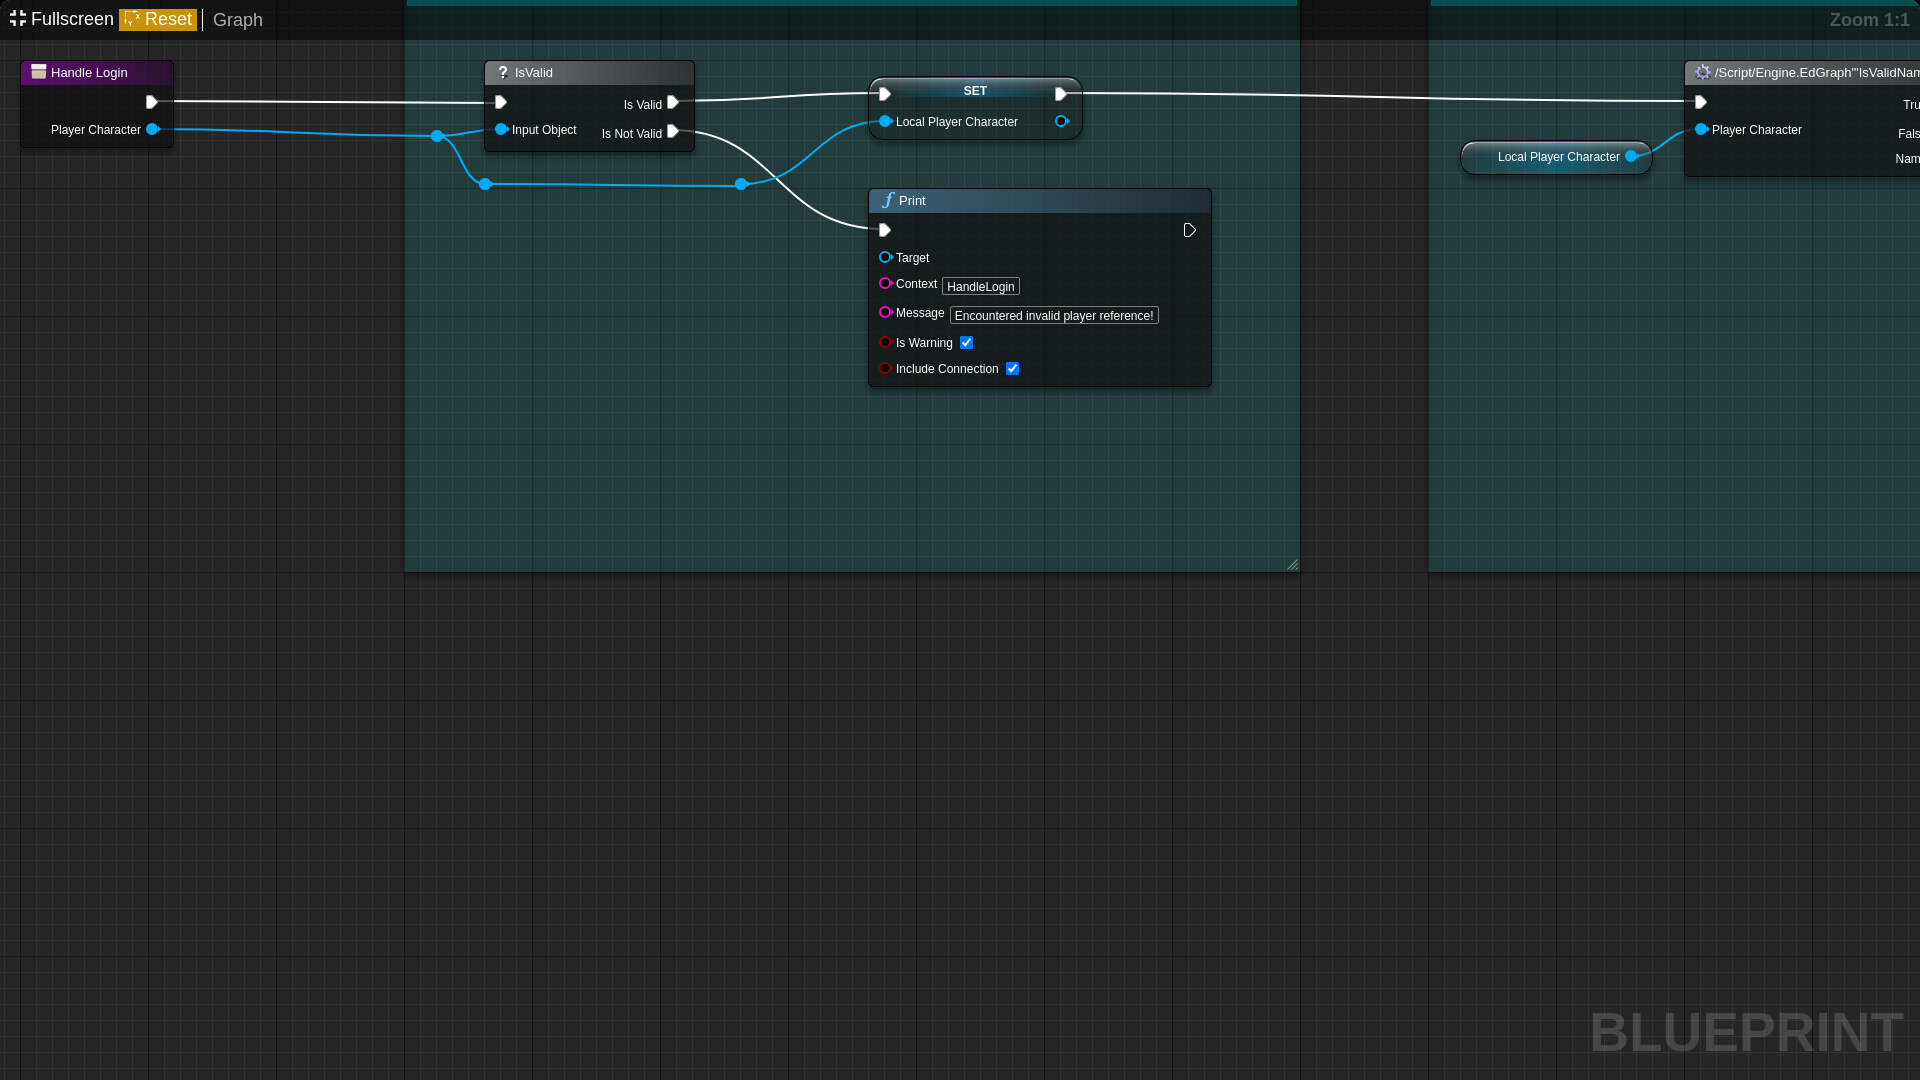 Fullscreen Reset Graph
Zoom 1:1
Handle Login
Player Character
? IsValid
Is Valid
Input Object
Is Not Valid
SET
Local Player Character
f Print
Target
Context HandleLogin
Message Encountered invalid player reference!
Is Warning
Include Connection
Local Player Character
/Script/Engine.EdGraph'"IsValidNam
Tru
Player Character
Fals
Nam
BLUEPRINT